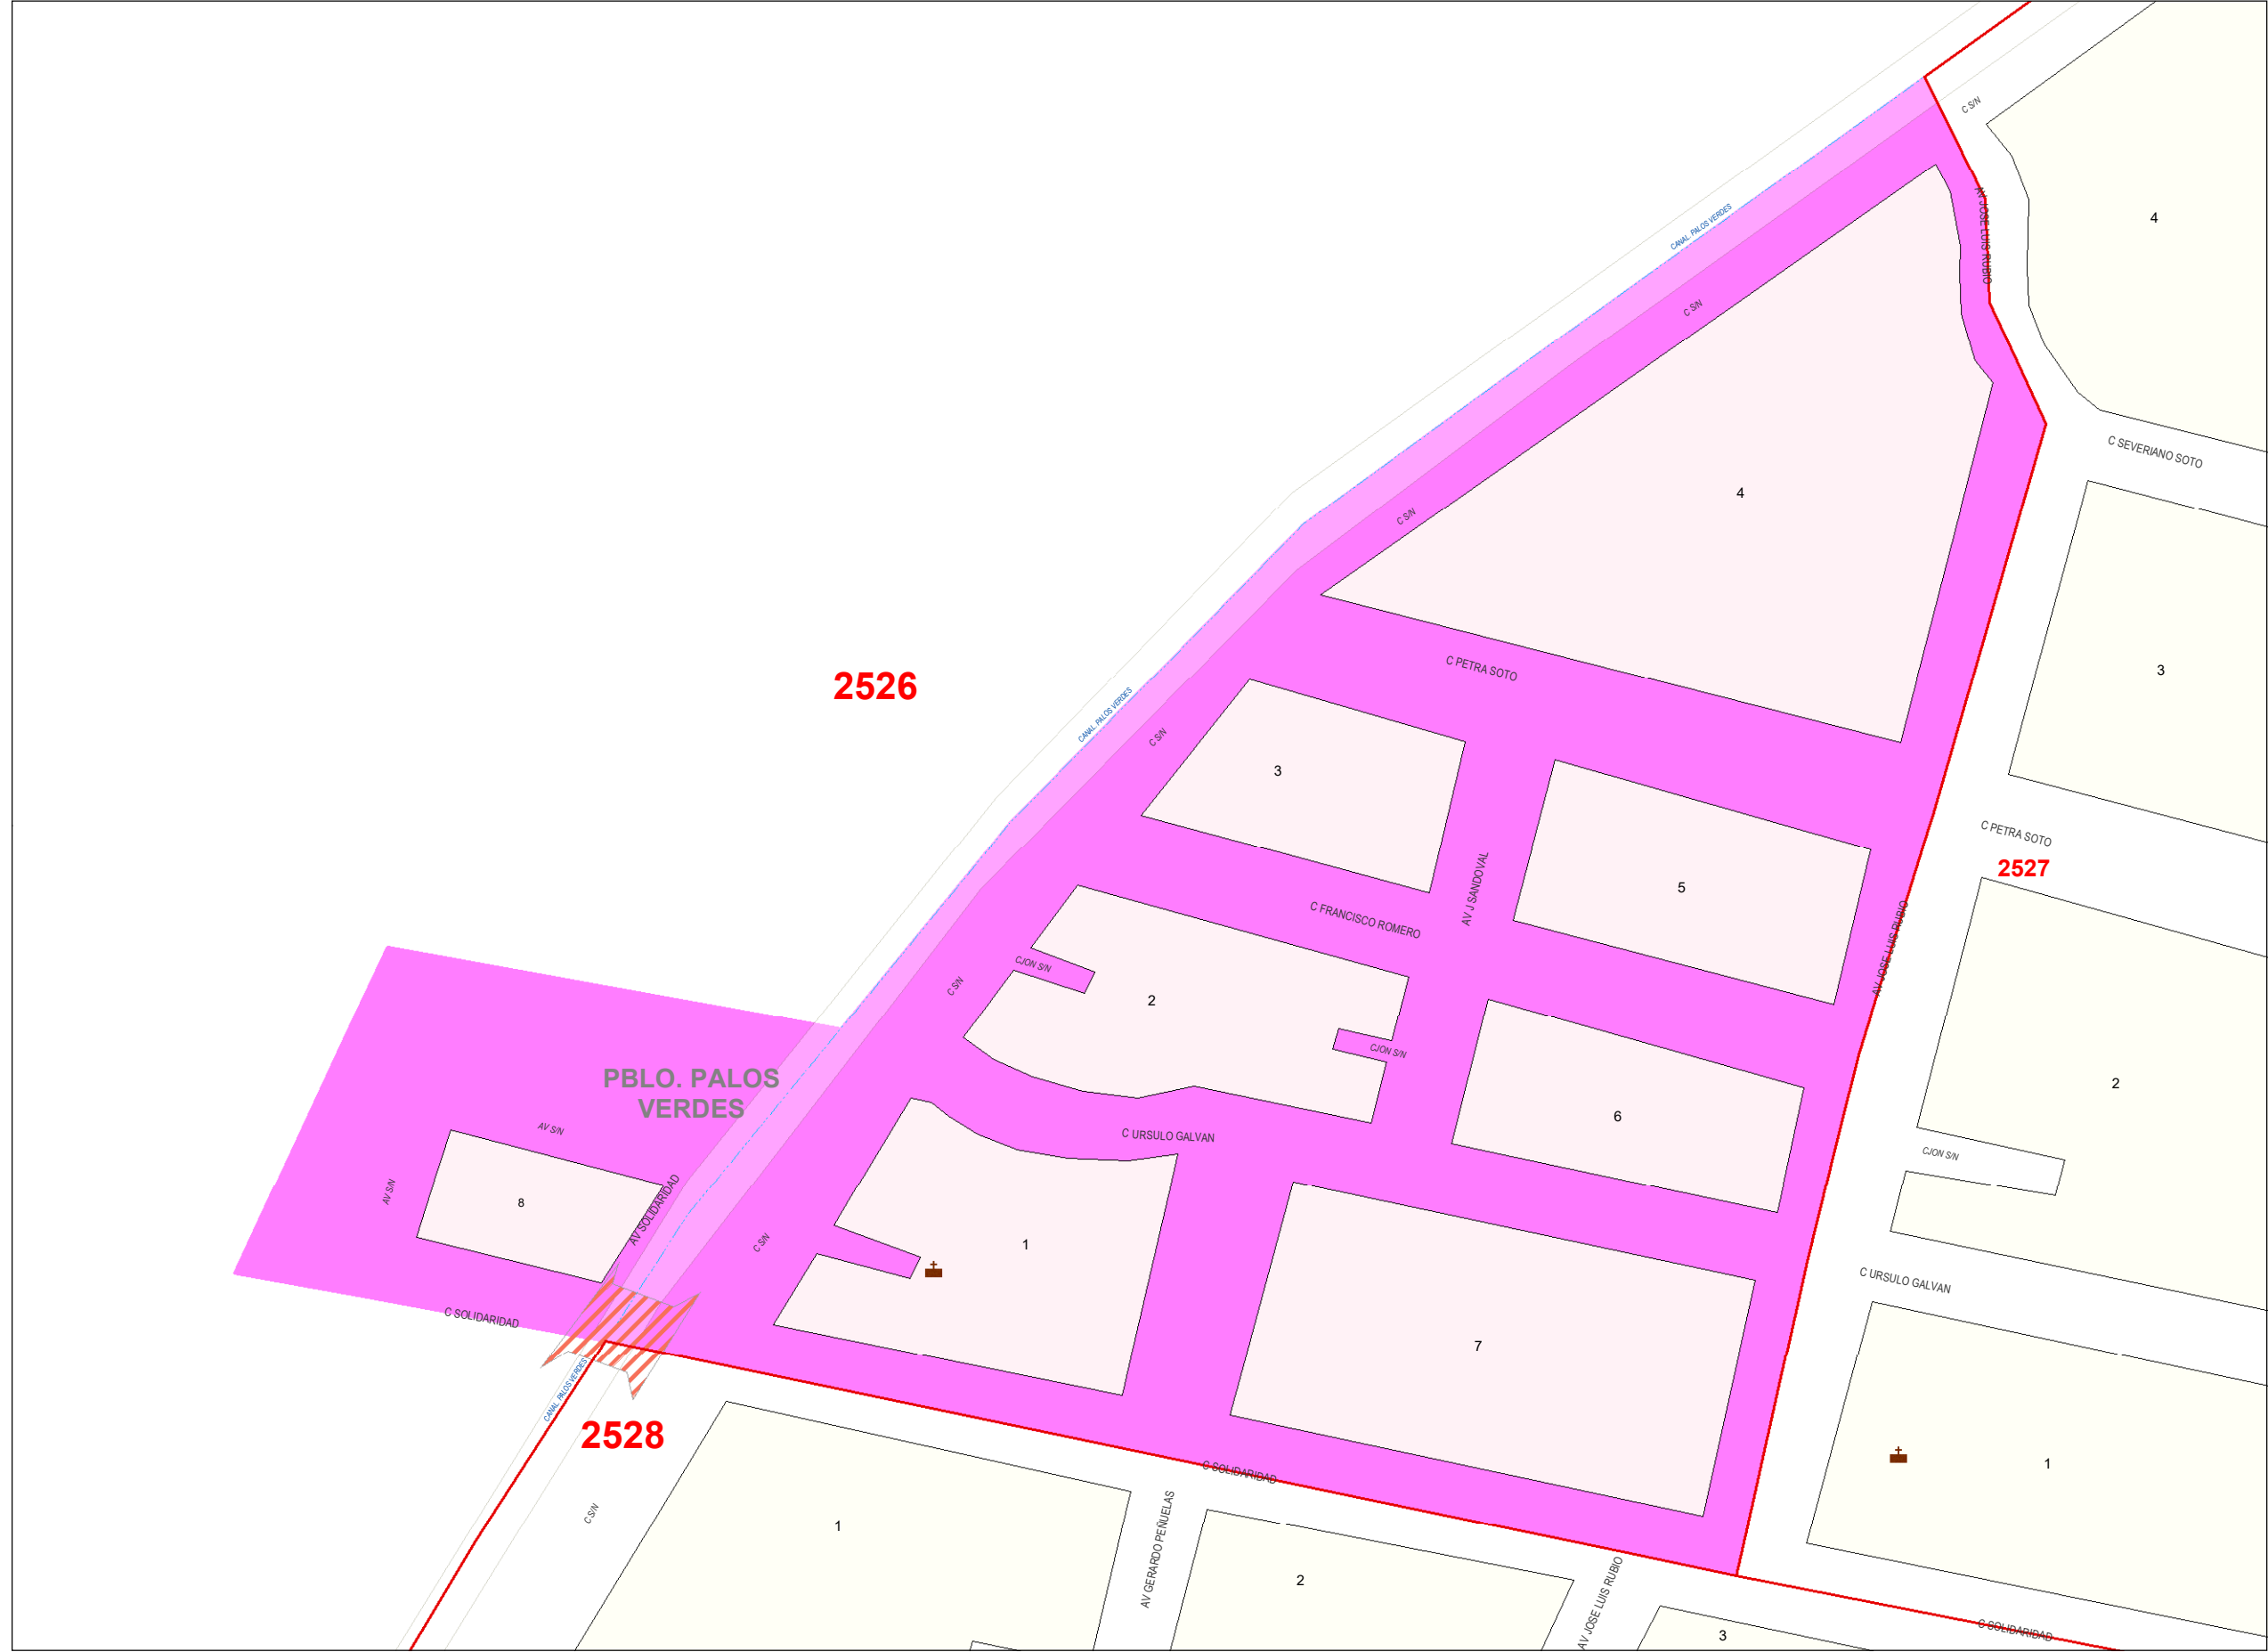 C S/N
4
AV JOSE LUIS RUBIO
CANAL. PALOS VERDES
C S/N
C SEVERIANO SOTO
4
C S/N
C PETRA SOTO
3
2526
CANAL. PALOS VERDES
C S/N
3
C PETRA SOTO
2527
5
AV J SANDOVAL
C FRANCISCO ROMERO
AV JOSE LUIS RUBIO
CJON S/N
C S/N
2
CJON S/N
PBLO. PALOS
VERDES
2
6
AV S/N
C URSULO GALVAN
CJON S/N
AV S/N
8
AV SOLIDARIDAD
C S/N
1
C URSULO GALVAN
C SOLIDARIDAD
7
CANAL. PALOS VERDES
2528
1
C SOLIDARIDAD
C S/N
1
AV GERARDO PEÑUELAS
2
AV JOSE LUIS RUBIO
C SOLIDARIDAD
3